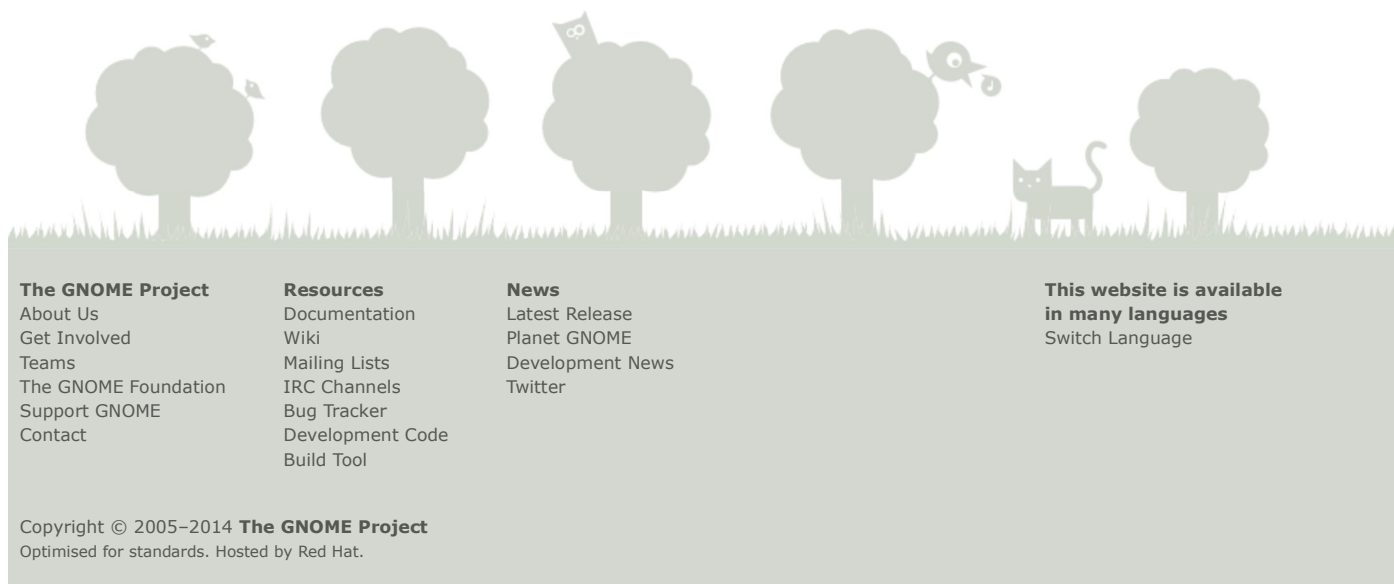 The GNOME Project
About Us
Get Involved
Teams
The GNOME Foundation
Support GNOME
Contact
Resources
Documentation
Wiki
Mailing Lists
IRC Channels
Bug Tracker
Development Code
Build Tool
News
Latest Release
Planet GNOME
Development News
Twitter
This website is available
in many languages
Switch Language
Copyright © 2005–2014 The GNOME Project
Optimised for standards. Hosted by Red Hat.